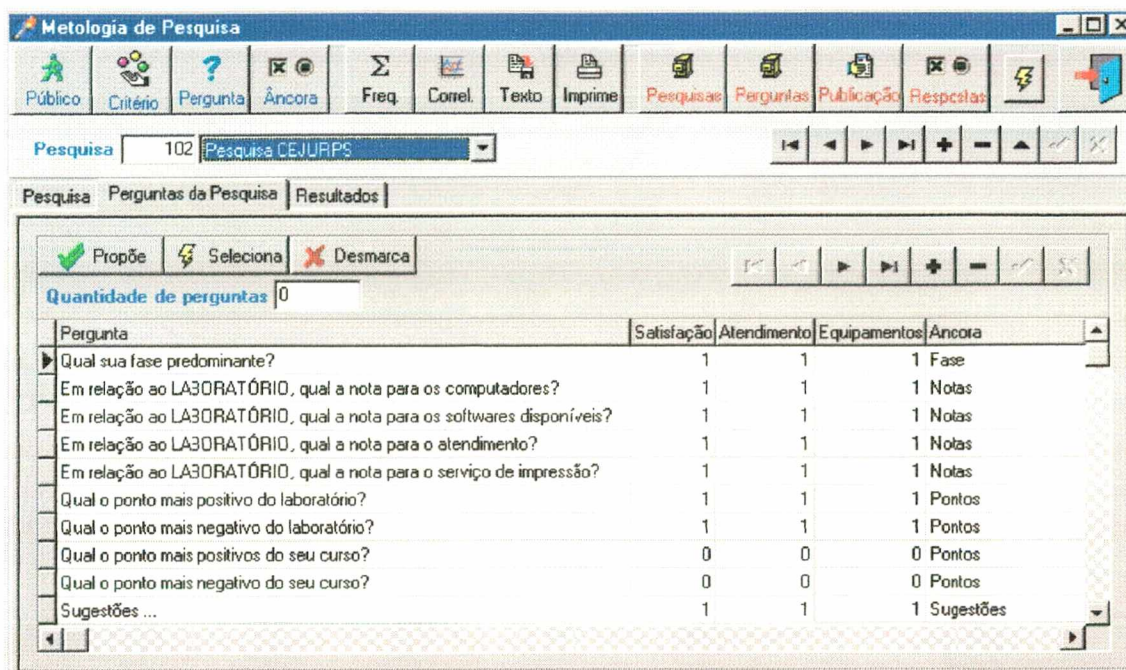 Metologia de Pesquisa
Público Critério Pergunta Âncora Freq. Correl. Texto Imprime Pesquisas Perguntas Publicação Respostas
Pesquisa 102 Pesquisa CEJURPS
Pesquisa Perguntas da Pesquisa Resultados
Propõe Seleciona Desmarca
Quantidade de perguntas 0
Pergunta Satisfação Atendimento Equipamentos Ancora
Qual sua fase predominante? 1 1 1 Fase
Em relação ao LABORATÓRIO, qual a nota para os computadores? 1 1 1 Notas
Em relação ao LABORATÓRIO, qual a nota para os softwares disponíveis? 1 1 1 Notas
Em relação ao LABORATÓRIO, qual a nota para o atendimento? 1 1 1 Notas
Em relação ao LABORATÓRIO, qual a nota para o serviço de impressão? 1 1 1 Notas
Qual o ponto mais positivo do laboratório? 1 1 1 Pontos
Qual o ponto mais negativo do laboratório? 1 1 1 Pontos
Qual o ponto mais positivos do seu curso? 0 0 0 Pontos
Qual o ponto mais negativo do seu curso? 0 0 0 Pontos
Sugestões ... 1 1 1 Sugestões